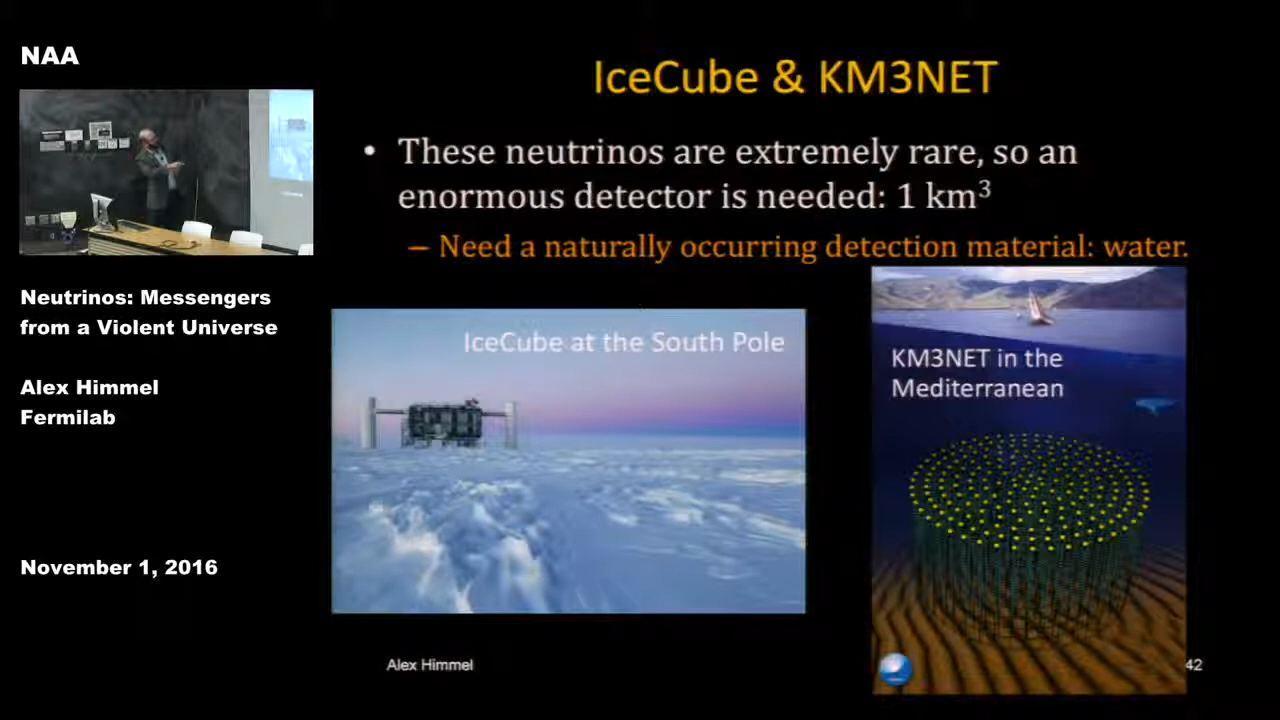 NAA
Neutrinos: Messengers
from a Violent Universe
Alex Himmel
Fermilab
November 1, 2016
IceCube & KM3NET
• These neutrinos are extremely rare, so an
enormous detector is needed: 1 km³
– Need a naturally occurring detection material: water.
IceCube at the South Pole
KM3NET in the
Mediterranean
Alex Himmel
42